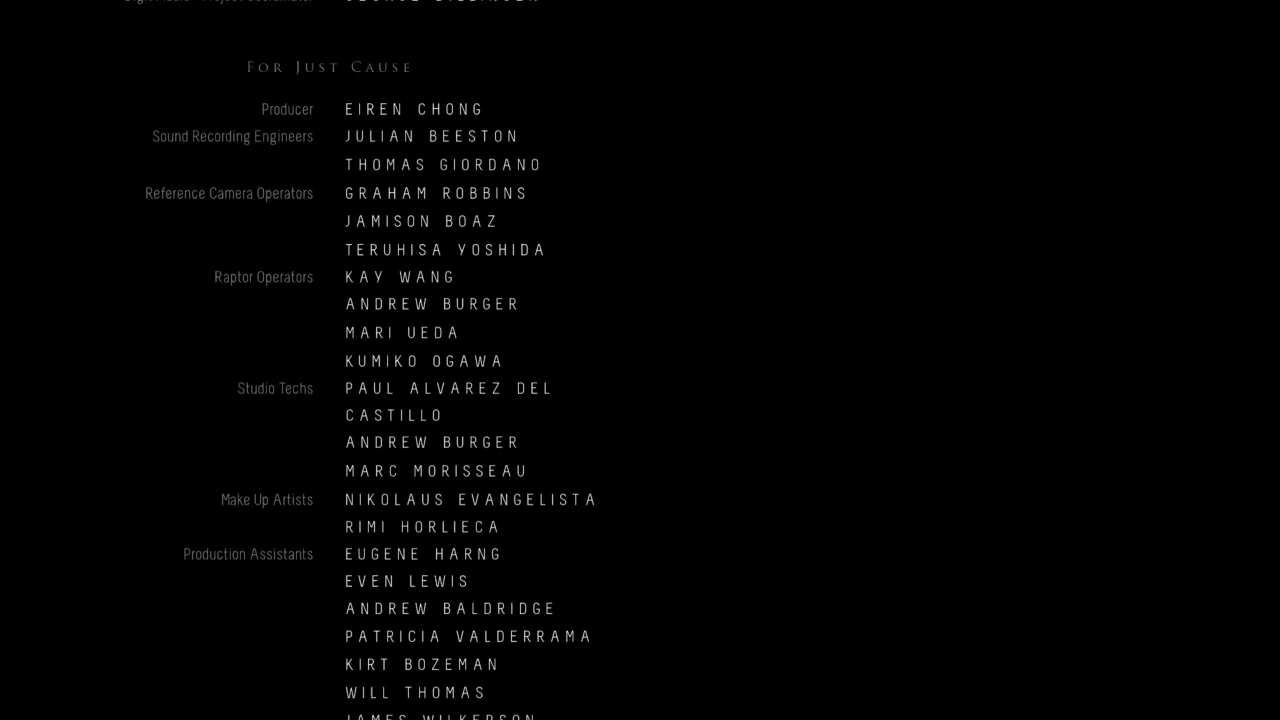 For Just Cause
Producer EIREN CHONG
Sound Recording Engineers JULIAN BEESTON
THOMAS GIORDANO
Reference Camera Operators GRAHAM ROBBINS
JAMISON BOAZ
TERUHISA YOSHIDA
Raptor Operators KAY WANG
ANDREW BURGER
MARI UEDA
KUMIKO OGAWA
Studio Techs PAUL ALVAREZ DEL
CASTILLO
ANDREW BURGER
MARC MORISSEAU
Make Up Artists NIKOLAUS EVANGELISTA
RIMI HORLIECA
Production Assistants EUGENE HARNG
EVEN LEWIS
ANDREW BALDRIDGE
PATRICIA VALDERRAMA
KIRT BOZEMAN
WILL THOMAS
JAMES WILKERSON